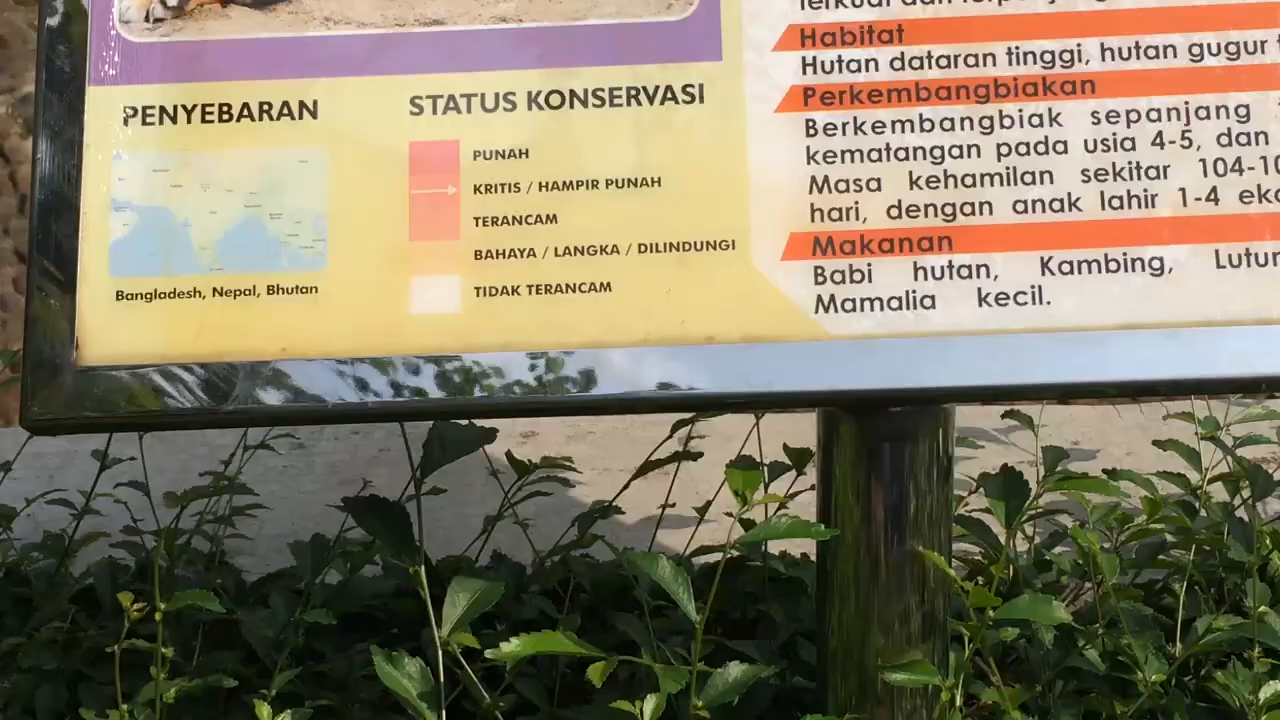 PENYEBARAN
Bangladesh, Nepal, Bhutan
STATUS KONSERVASI
PUNAH
KRITIS / HAMPIR PUNAH
TERANCAM
BAHAYA / LANGKA / DILINDUNGI
TIDAK TERANCAM
Habitat
Hutan dataran tinggi, hutan gugur
Perkembangbiakan
Berkembangbiak sepanjang
kematangan pada usia 4-5, dan
Masa kehamilan sekitar 104-10
hari, dengan anak lahir 1-4 eko
Makanan
Babi hutan, Kambing, Lutun
Mamalia kecil.